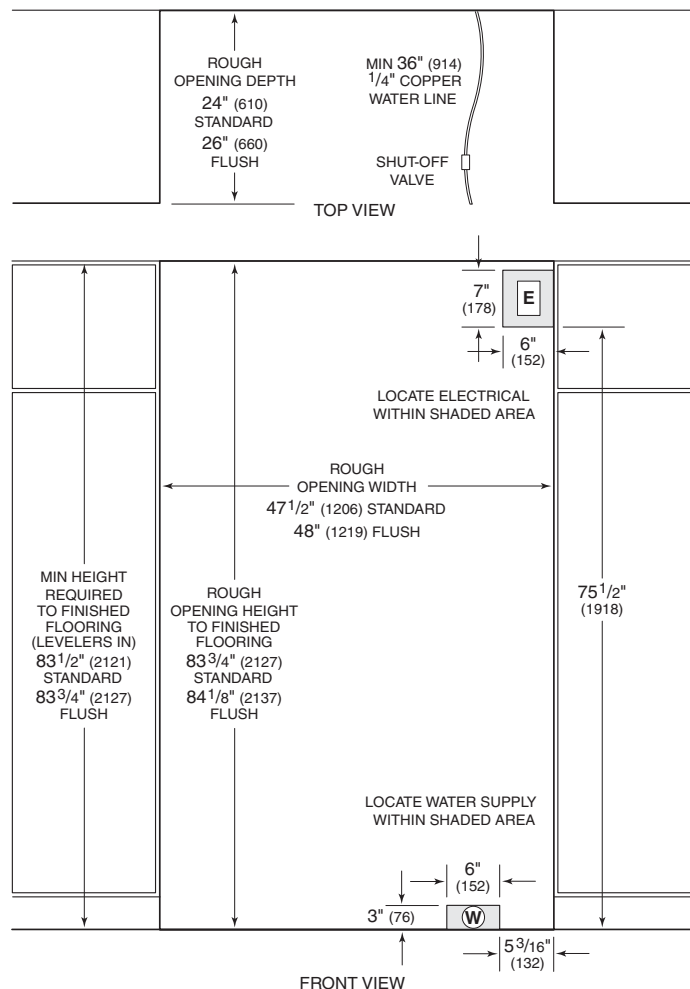 ROUGH
OPENING DEPTH
24" (610)
STANDARD
26" (660)
FLUSH
MIN 36" (914)
1/4" COPPER
WATER LINE
SHUT-OFF
VALVE
TOP VIEW
7"
(178)
E
6"
(152)
LOCATE ELECTRICAL
WITHIN SHADED AREA
ROUGH
OPENING WIDTH
47 1/2" (1206) STANDARD
48" (1219) FLUSH
MIN HEIGHT
REQUIRED
TO FINISHED
FLOORING
(LEVELERS IN)
83 1/2" (2121)
STANDARD
83 3/4" (2127)
FLUSH
ROUGH
OPENING HEIGHT
TO FINISHED
FLOORING
83 3/4" (2127)
STANDARD
84 1/8" (2137)
FLUSH
75 1/2"
(1918)
LOCATE WATER SUPPLY
WITHIN SHADED AREA
6"
(152)
3" (76)
W
5 3/16"
(132)
FRONT VIEW